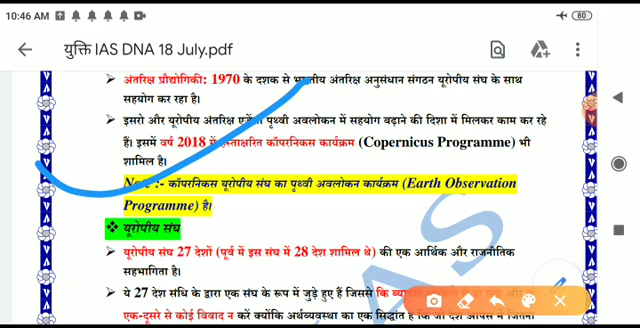 10:46 AM
80
युक्ति IAS DNA 18 July.pdf
➢ अंतरिक्ष प्रौद्योगिकी: 1970 के दशक से भारतीय अंतरिक्ष अनुसंधान संगठन यूरोपीय संघ के साथ
सहयोग कर रहा है।
➢ इसरो और यूरोपीय अंतरिक्ष एजेंसी पृथ्वी अवलोकन में सहयोग बढ़ाने की दिशा में मिलकर काम कर रहे
हैं। इसमें वर्ष 2018 में हस्ताक्षरित कॉपरनिकस कार्यक्रम (Copernicus Programme) भी
शामिल है।
Note :- कॉपरनिकस यूरोपीय संघ का पृथ्वी अवलोकन कार्यक्रम (Earth Observation
Programme) है।
❖ यूरोपीय संघ
➢ यूरोपीय संघ 27 देशों (पूर्व में इस संघ में 28 देश शामिल थे) की एक आर्थिक और राजनीतिक
सहभागिता है।
➢ ये 27 देश संधि के द्वारा एक संघ के रूप में जुड़े हुए हैं जिससे कि
एक-दूसरे से कोई विवाद न करें क्योंकि अर्थव्यवस्था का एक सिद्धांत है कि जो देश आपस में जितना